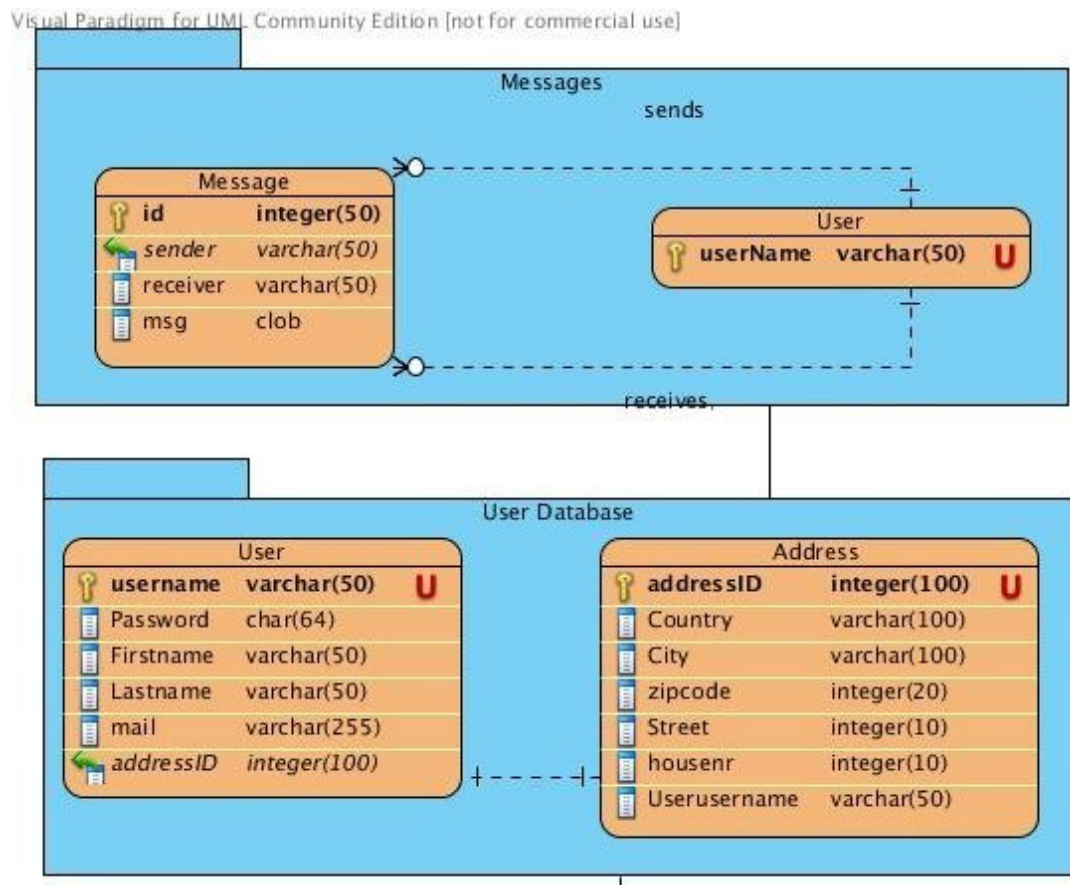 Visual Paradigm for UML Community Edition [not for commercial use]
Messages
sends
Message
id integer(50)
sender varchar(50)
receiver varchar(50)
msg clob
User
userName varchar(50) U
receives,
User Database
User
username varchar(50) U
Password char(64)
Firstname varchar(50)
Lastname varchar(50)
mail varchar(255)
addressID integer(100)
Address
addressID integer(100) U
Country varchar(100)
City varchar(100)
zipcode integer(20)
Street integer(10)
housenr integer(10)
Userusername varchar(50)